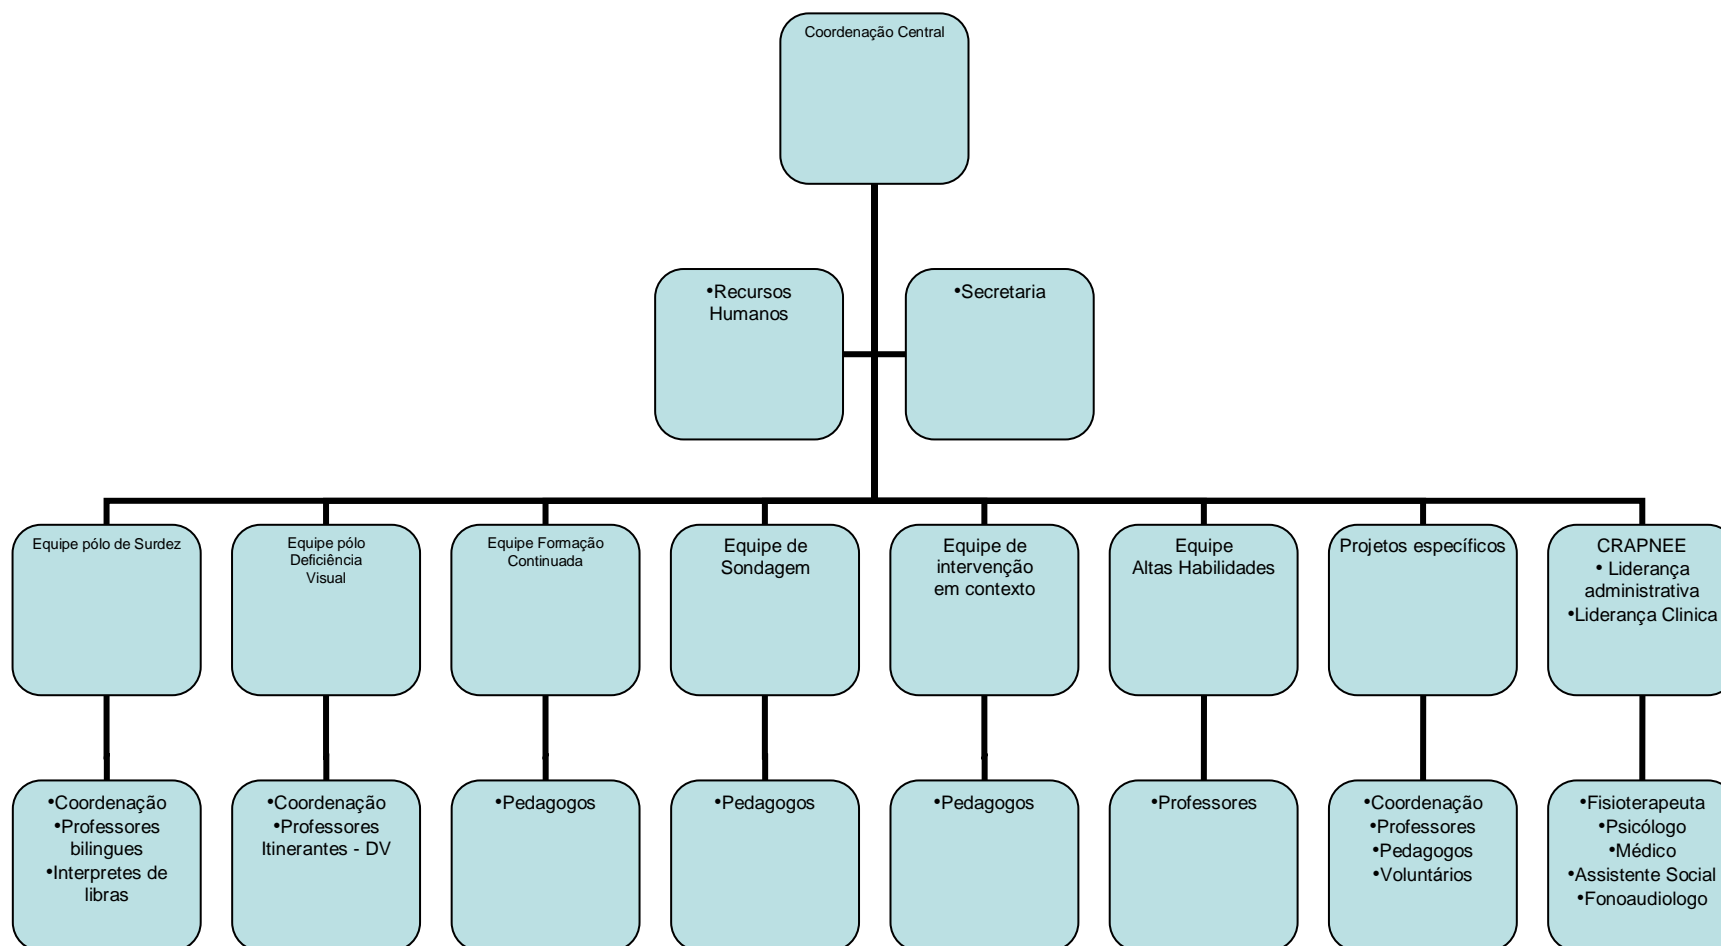 Coordenação Central
•Recursos
Humanos
•Secretaria
Equipe pólo de Surdez
Equipe pólo
Deficiência
Visual
Equipe Formação
Continuada
Equipe de
Sondagem
Equipe de
intervenção
em contexto
Equipe
Altas Habilidades
Projetos específicos
CRAPNEE
• Liderança
administrativa
•Liderança Clinica
•Coordenação
•Professores
bilingues
•Interpretes de
libras
•Coordenação
•Professores
Itinerantes - DV
•Pedagogos
•Pedagogos
•Pedagogos
•Professores
•Coordenação
•Professores
•Pedagogos
•Voluntários
•Fisioterapeuta
•Psicólogo
•Médico
•Assistente Social
•Fonoaudiologo